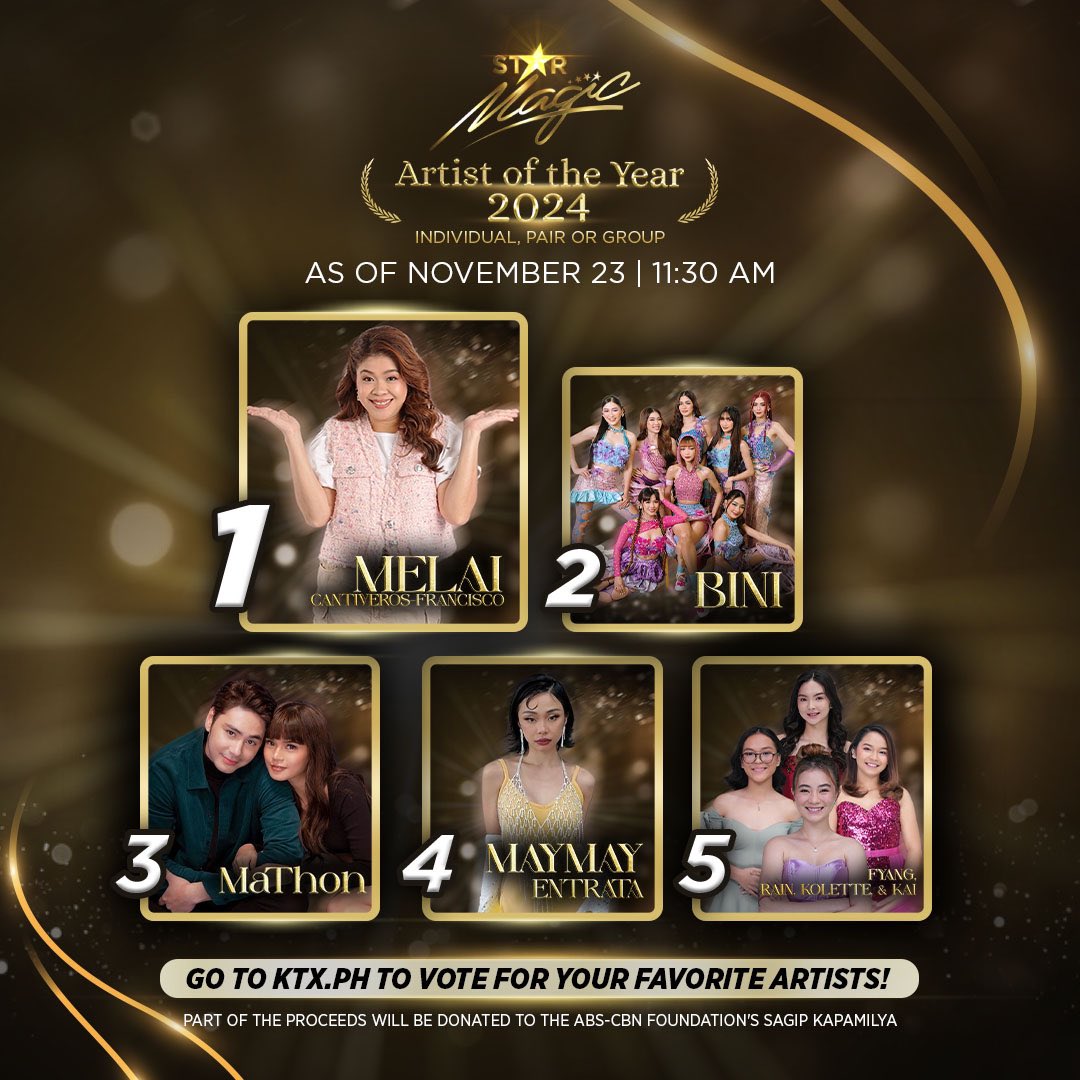 STAR
Magic
Artist of the Year
2024
INDIVIDUAL, PAIR OR GROUP
AS OF NOVEMBER 23 | 11:30 AM
1
MELAI
CANTIVEROS-FRANCISCO
2
BINI
3
MaThon
4
MAYMAY
ENTRATA
5
FYANG,
RAIN, KOLETTE, & KAI
GO TO KTX.PH TO VOTE FOR YOUR FAVORITE ARTISTS!
PART OF THE PROCEEDS WILL BE DONATED TO THE ABS-CBN FOUNDATION'S SAGIP KAPAMILYA